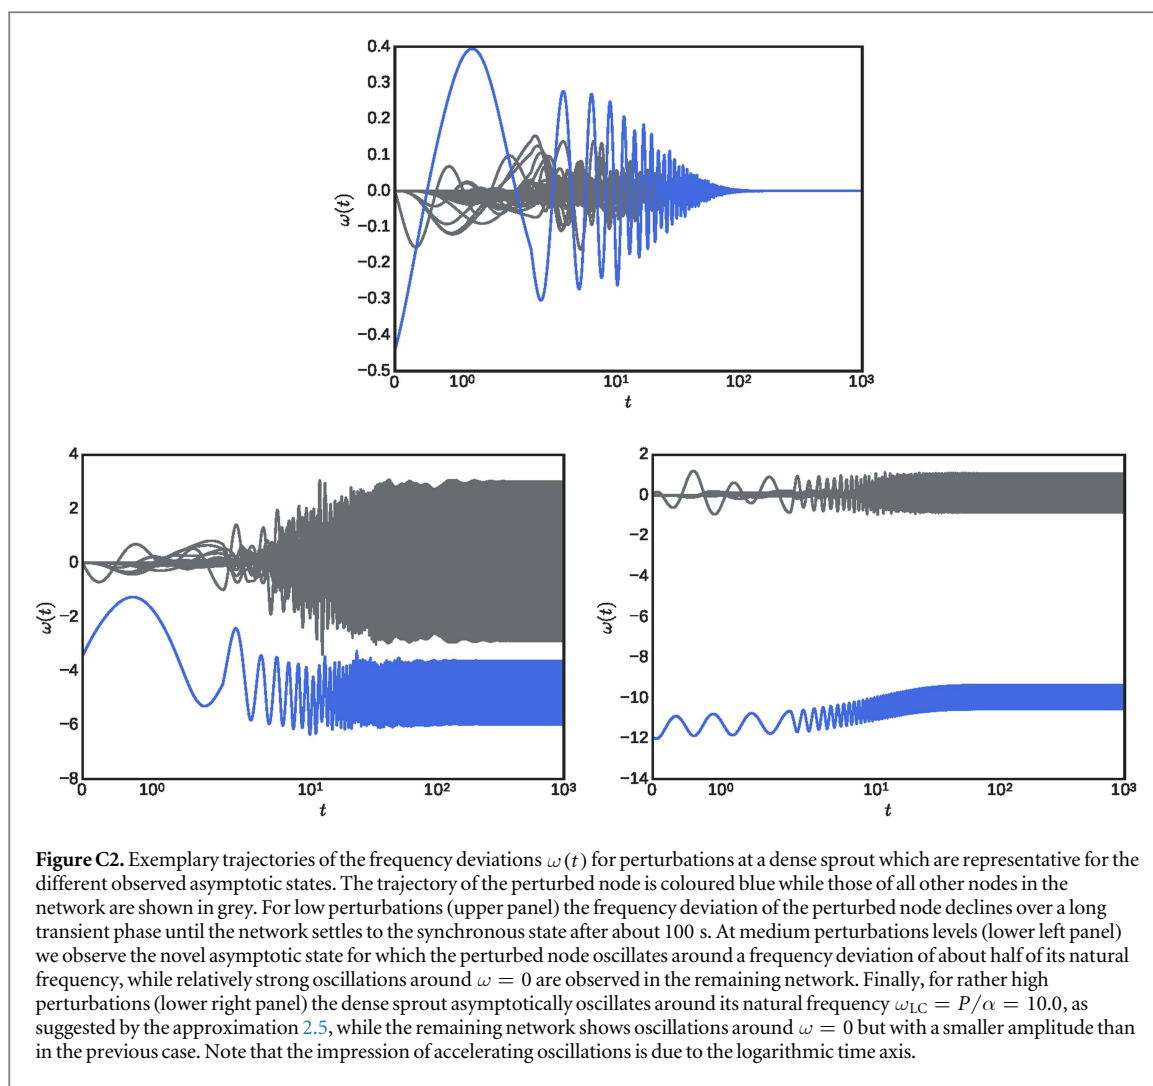 0.4
0.3
0.2
0.1
0.0
−0.1
−0.2
−0.3
−0.4
−0.5
ω(t)
0 10⁰ 10¹ 10² 10³
t
4
2
0
−2
−4
−6
−8
ω(t)
0 10⁰ 10¹ 10² 10³
t
2
0
−2
−4
−6
−8
−10
−12
−14
ω(t)
0 10⁰ 10¹ 10² 10³
t
Figure C2. Exemplary trajectories of the frequency deviations ω(t) for perturbations at a dense sprout which are representative for the
different observed asymptotic states. The trajectory of the perturbed node is coloured blue while those of all other nodes in the
network are shown in grey. For low perturbations (upper panel) the frequency deviation of the perturbed node declines over a long
transient phase until the network settles to the synchronous state after about 100 s. At medium perturbations levels (lower left panel)
we observe the novel asymptotic state for which the perturbed node oscillates around a frequency deviation of about half of its natural
frequency, while relatively strong oscillations around ω = 0 are observed in the remaining network. Finally, for rather high
perturbations (lower right panel) the dense sprout asymptotically oscillates around its natural frequency ω_LC = P/α = 10.0, as
suggested by the approximation 2.5, while the remaining network shows oscillations around ω = 0 but with a smaller amplitude than
in the previous case. Note that the impression of accelerating oscillations is due to the logarithmic time axis.